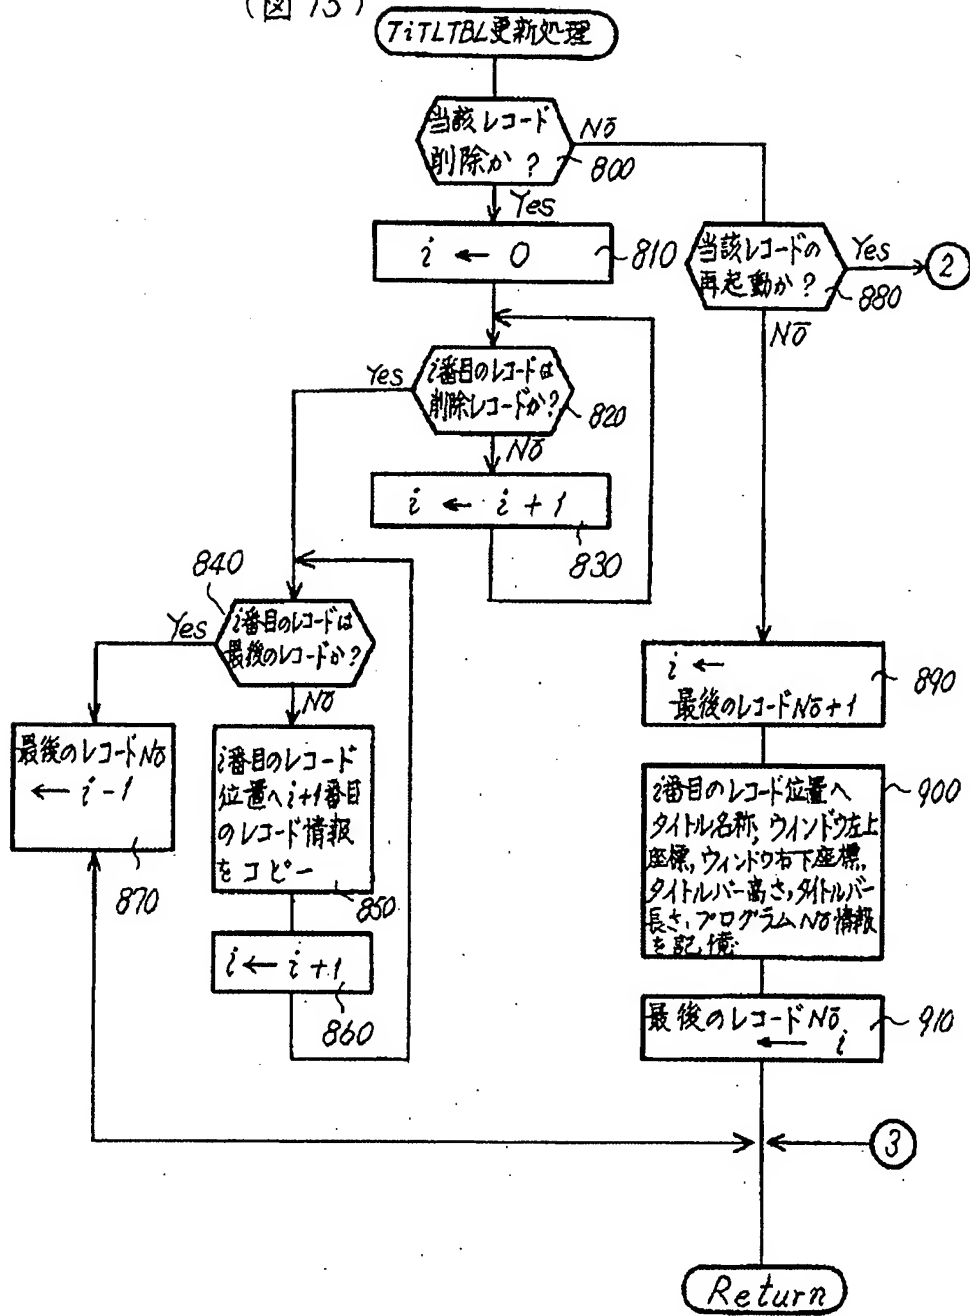 (図13)
TiTLTBL更新処理
当該レコード
削除か?
800
No
Yes
i ← 0
810
当該レコードの
再起動か?
880
Yes
2
No
i番目のレコードは
削除レコードか?
820
Yes
No
i ← i + 1
830
840
i番目のレコードは
最後のレコードか?
Yes
No
最後のレコードNo
← i - 1
870
i番目のレコード
位置へi+1番目
のレコード情報
をコピー
850
i ← i + 1
860
i ←
最後のレコードNo+1
890
i番目のレコード位置へ
タイトル名称, ウインドウ左上
座標, ウィンドウ右下座標,
タイトルバー高さ, タイトルバー
長さ, プログラムNo情報
を記憶
900
最後のレコードNo
← i
910
3
Return